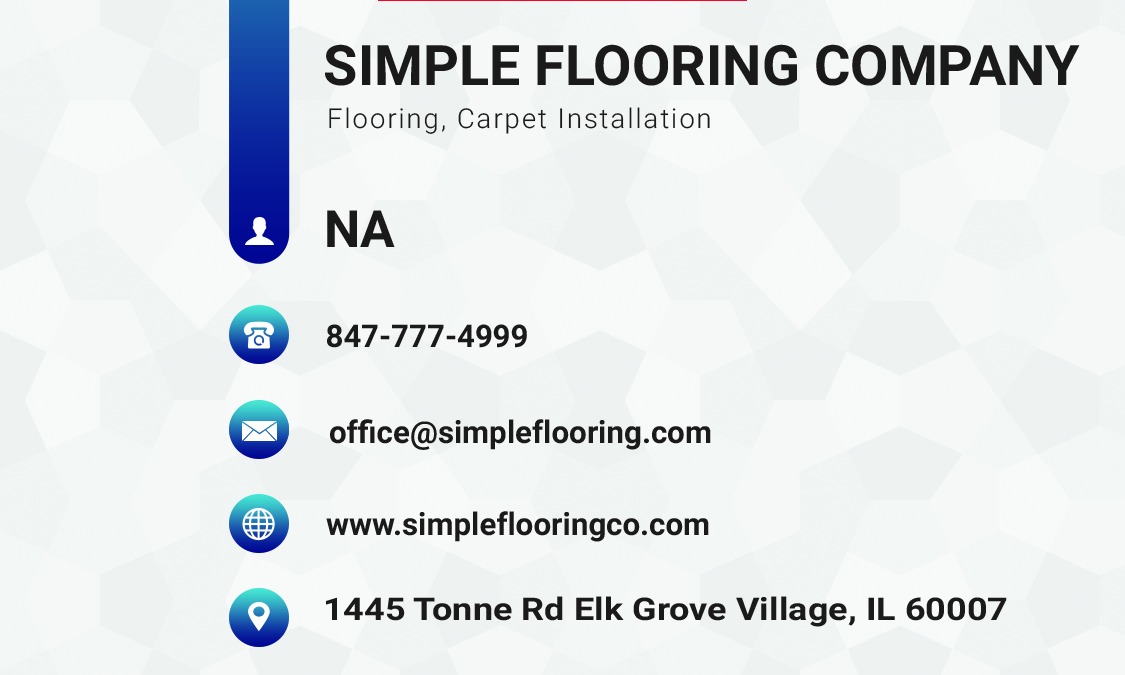 SIMPLE FLOORING COMPANY
Flooring, Carpet Installation
NA
847-777-4999
office@simpleflooring.com
www.simpleflooringco.com
1445 Tonne Rd Elk Grove Village, IL 60007